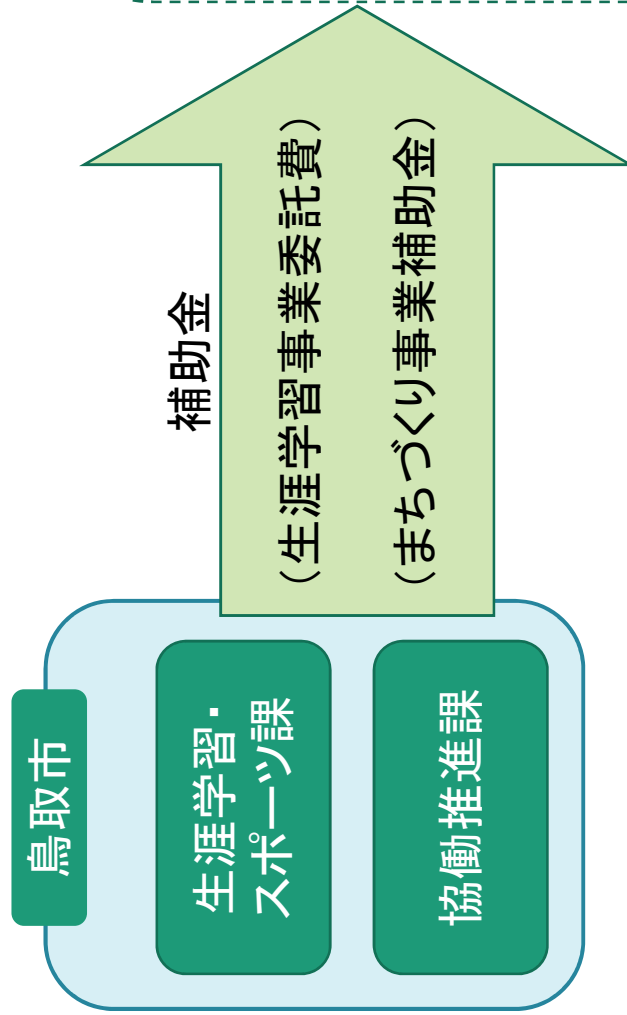 鳥取市
生涯学習・
スポーツ課
協働推進課
補助金
（生涯学習事業委託費）
（まちづくり事業補助金）